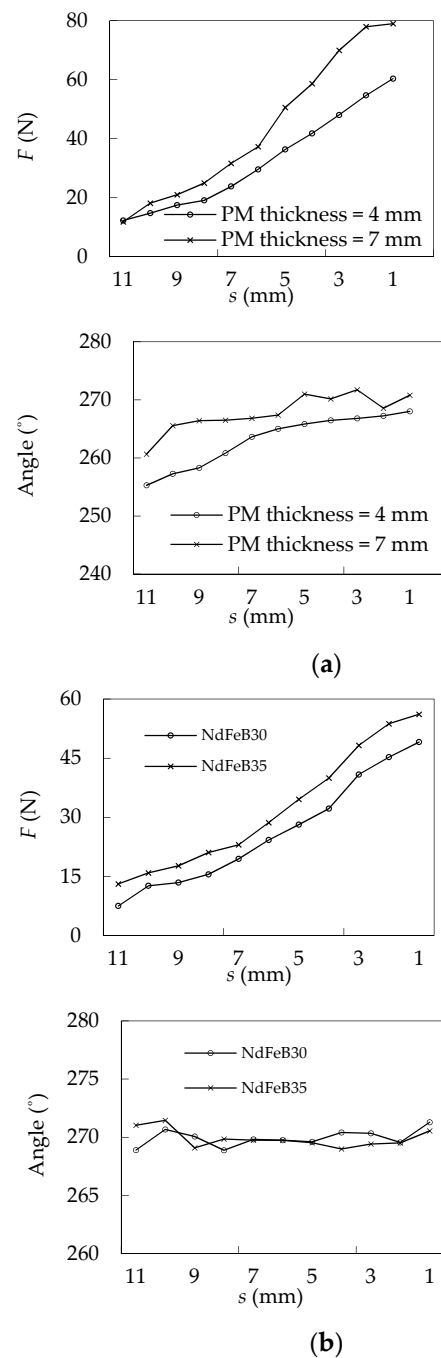 80
60
40
20
0
F (N)
PM thickness = 4 mm
PM thickness = 7 mm
11 9 7 5 3 1
s (mm)
280
270
260
250
240
Angle (°)
PM thickness = 4 mm
PM thickness = 7 mm
11 9 7 5 3 1
s (mm)
(a)
60
45
30
15
0
F (N)
NdFeB30
NdFeB35
11 9 7 5 3 1
s (mm)
280
275
270
265
260
Angle (°)
NdFeB30
NdFeB35
11 9 7 5 3 1
s (mm)
(b)